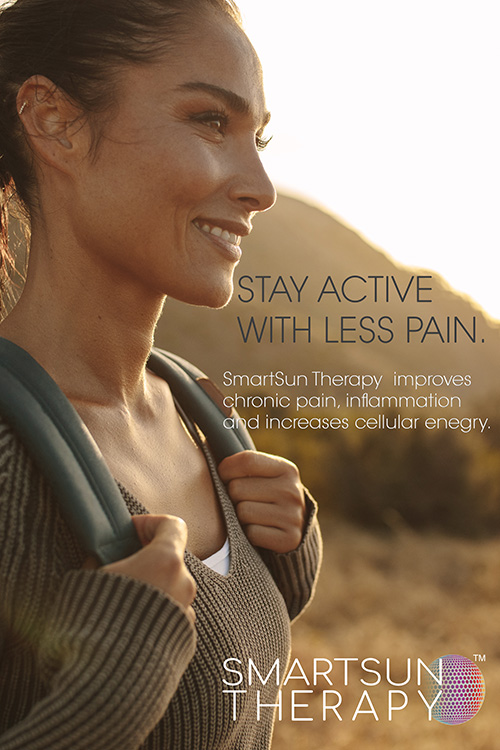 STAY ACTIVE
WITH LESS PAIN.
SmartSun Therapy improves
chronic pain, inflammation
and increases cellular enegry.
SMARTSUN™
THERAPY